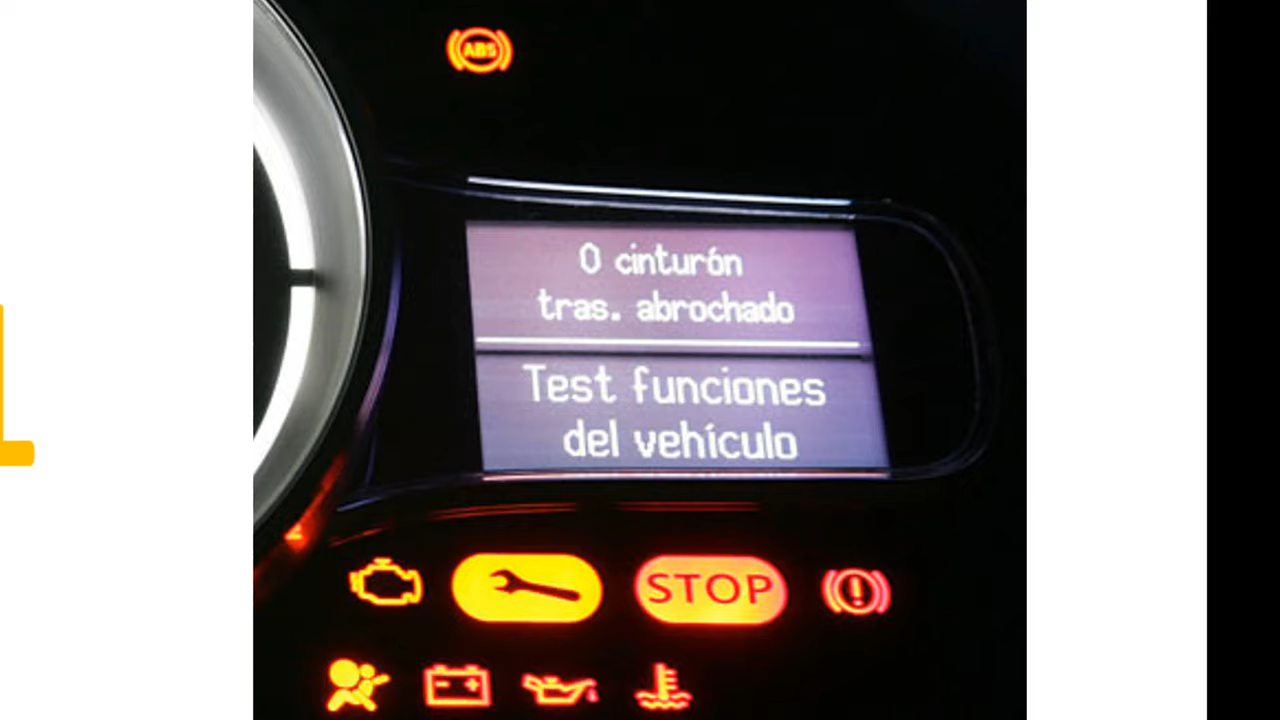 ABS
0 cinturón
tras. abrochado
Test funciones
del vehículo
STOP